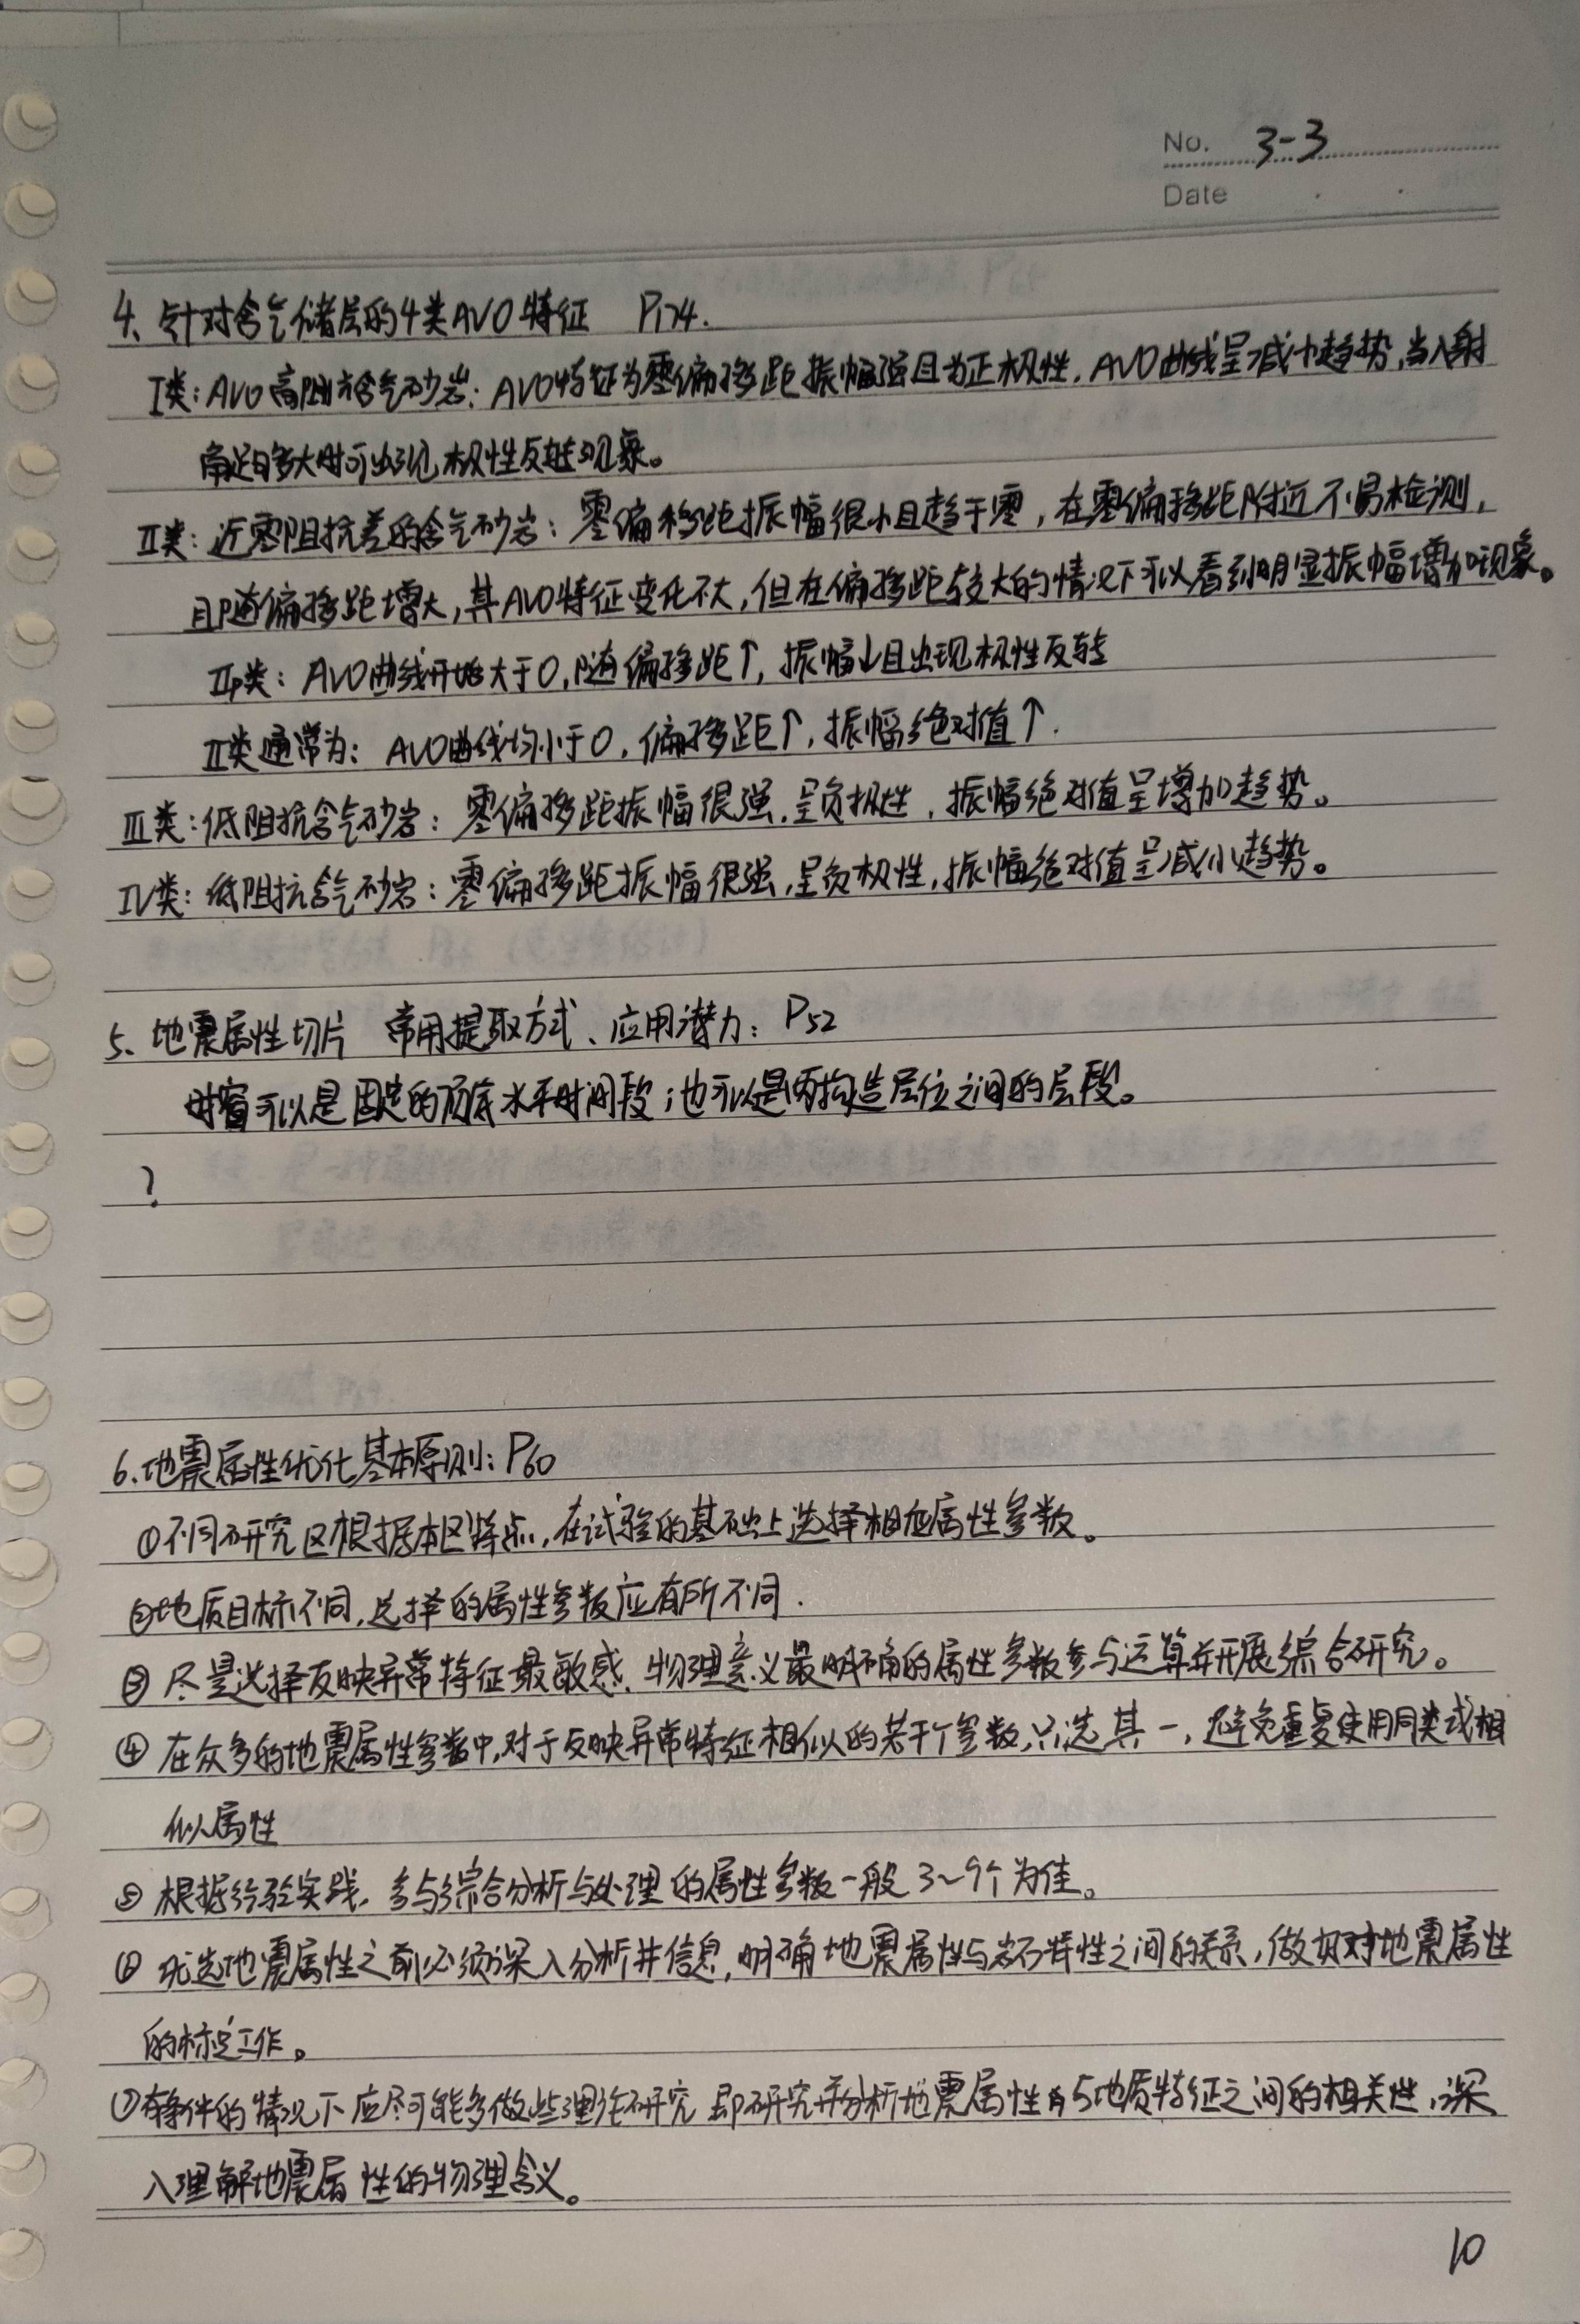 No. 3-3
Date
4、针对含气储层的4类AVO特征 P174.
I类:AVO高阻抗含气砂岩:AVO特征为零偏移距振幅强且为正极性,AVO曲线呈减小趋势,当入射
角足够大时可出现极性反转现象。
II类:近零阻抗差的含气砂岩:零偏移距振幅很小且趋于零,在零偏移距附近不易检测,
且随偏移距增大,其AVO特征变化不大,但在偏移距较大的情况下可以看到明显振幅增加现象。
IIp类:AVO曲线开始大于0,随偏移距↑,振幅↓且出现极性反转
II类通常为:AVO曲线均小于0,偏移距↑,振幅绝对值↑.
III类:低阻抗含气砂岩:零偏移距振幅很强,呈负极性,振幅绝对值呈增加趋势。
IV类:低阻抗含气砂岩:零偏移距振幅很强,呈负极性,振幅绝对值呈减小趋势。
5、地震属性切片 常用提取方式、应用潜力:P52
时窗可以是固定的顶底水平时间段;也可以是两构造层位之间的层段。
?
6.地震属性优化基本原则:P60
①不同研究区根据本区特点,在试验的基础上选择相应属性参数。
②地质目标不同,选择的属性参数应有所不同.
③尽量选择反映异常特征最敏感、物理意义最明确的属性参数参与运算并开展综合研究。
④在众多的地震属性参数中,对于反映异常特征相似的若干个参数,只选其一,避免重复使用同类或相
似属性
⑤根据经验实践,参与综合分析与处理的属性参数一般3~9个为佳。
⑥优选地震属性之前必须深入分析井信息,明确地震属性与岩石特性之间的关系,做好对地震属性
的标定工作。
⑦有条件的情况下应尽可能多做些理论研究 即研究并分析地震属性与地质特征之间的相关性,深
入理解地震属性的物理含义。
10